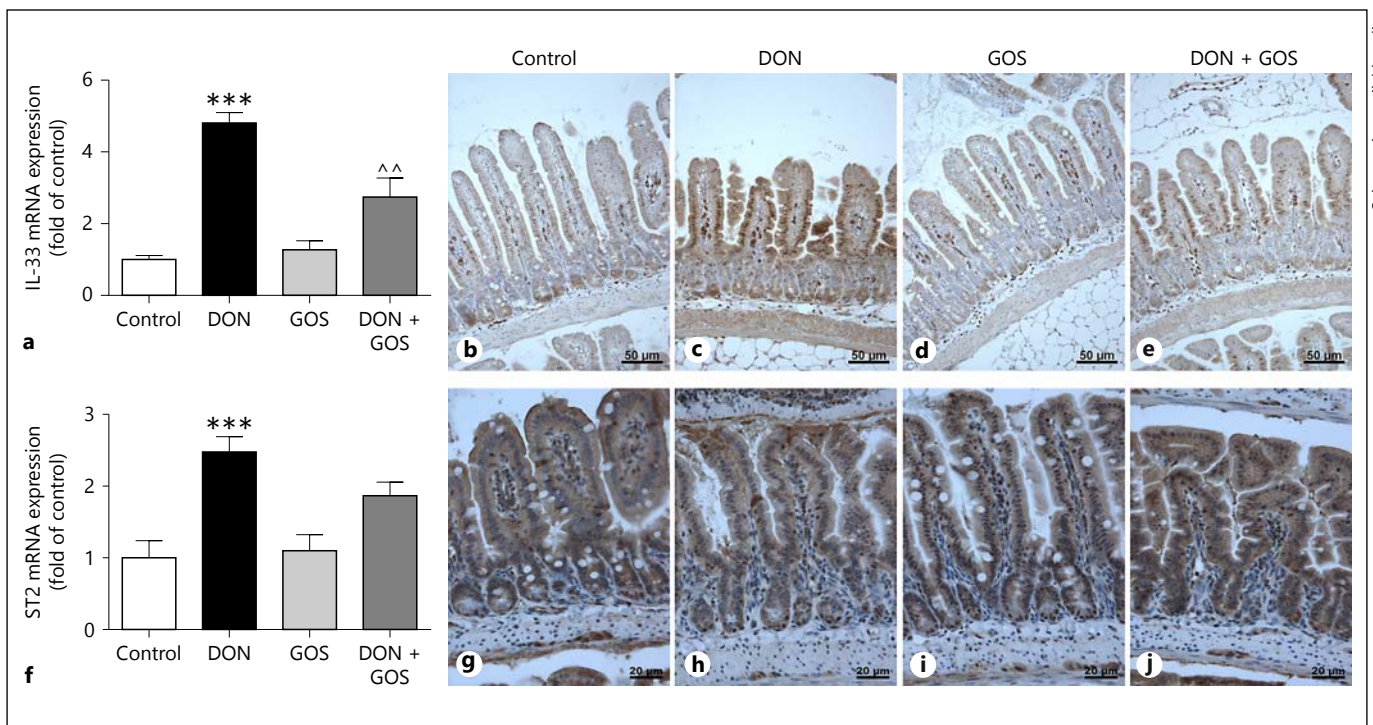 Control DON GOS DON + GOS
IL-33 mRNA expression
(fold of control)
6
4
2
0
***
^^
Control DON GOS DON +
GOS
a
b 50 µm
c 50 µm
d 50 µm
e 50 µm
ST2 mRNA expression
(fold of control)
3
2
1
0
***
Control DON GOS DON +
GOS
f
g 20 µm
h 20 µm
i 20 µm
j 20 µm